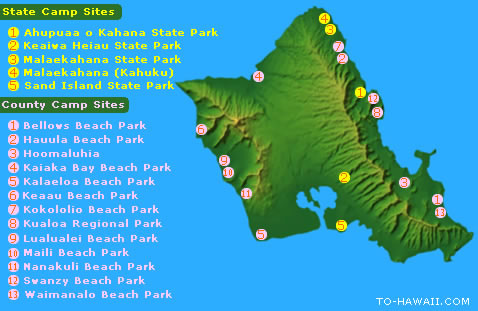 State Camp Sites
1 Ahupuaa o Kahana State Park
2 Keaiwa Heiau State Park
3 Malaekahana State Park
4 Malaekahana (Kahuku)
5 Sand Island State Park
County Camp Sites
1 Bellows Beach Park
2 Hauula Beach Park
3 Hoomaluhia
4 Kaiaka Bay Beach Park
5 Kalaeloa Beach Park
6 Keaau Beach Park
7 Kokololio Beach Park
8 Kualoa Regional Park
9 Lualualei Beach Park
10 Maili Beach Park
11 Nanakuli Beach Park
12 Swanzy Beach Park
13 Waimanalo Beach Park
4
3
7
2
4
1
12
8
6
9
10
11
2
3
1
13
5
5
TO-HAWAII.COM